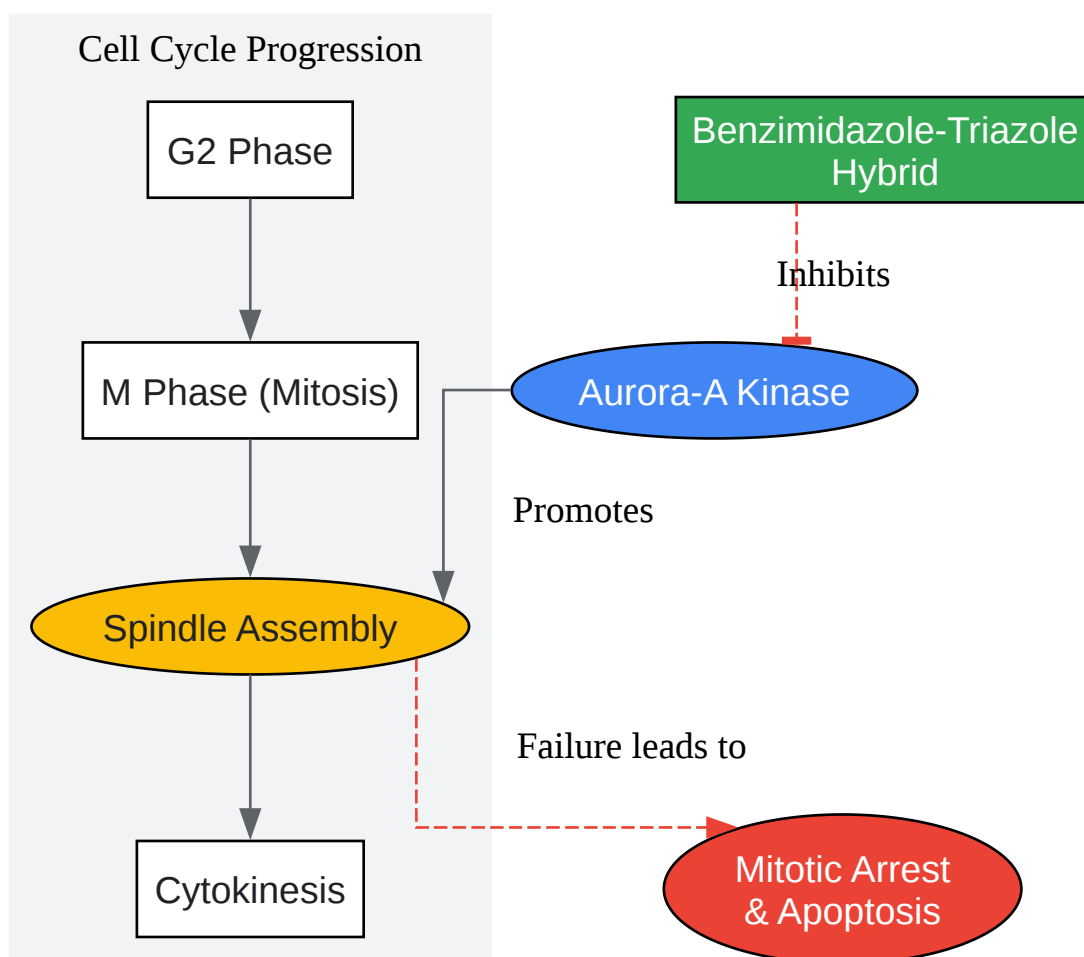 Cell Cycle Progression
G2 Phase
Benzimidazole-Triazole
Hybrid
Inhibits
M Phase (Mitosis)
Aurora-A Kinase
Promotes
Spindle Assembly
Failure leads to
Cytokinesis
Mitotic Arrest
& Apoptosis